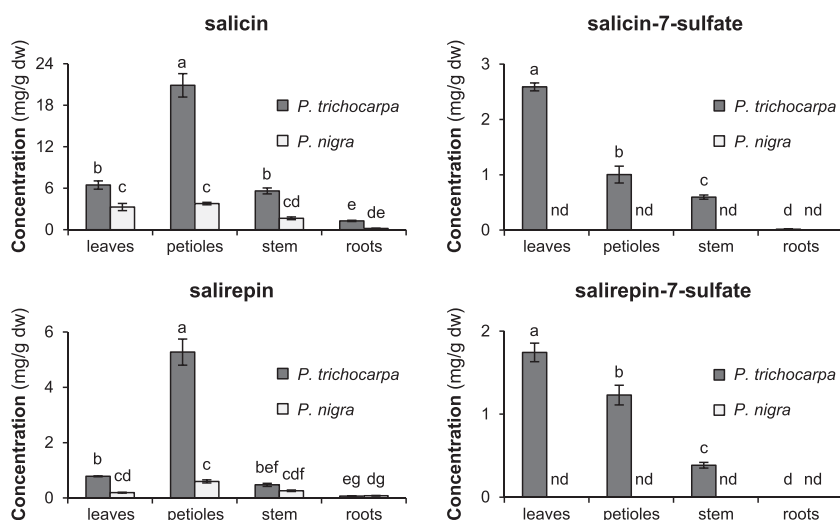 salicin
Concentration (mg/g dw)
24
18
12
6
0
b
c
a
c
b
cd
e
de
P. trichocarpa
P. nigra
leaves petioles stem roots
salicin-7-sulfate
Concentration (mg/g dw)
3
2
1
0
a
nd
b
nd
c
nd
d nd
P. trichocarpa
P. nigra
leaves petioles stem roots
salirepin
Concentration (mg/g dw)
6
4
2
0
b
cd
a
c
bef
cdf
eg dg
P. trichocarpa
P. nigra
leaves petioles stem roots
salirepin-7-sulfate
Concentration (mg/g dw)
2
1
0
a
nd
b
nd
c
nd
d nd
P. trichocarpa
P. nigra
leaves petioles stem roots